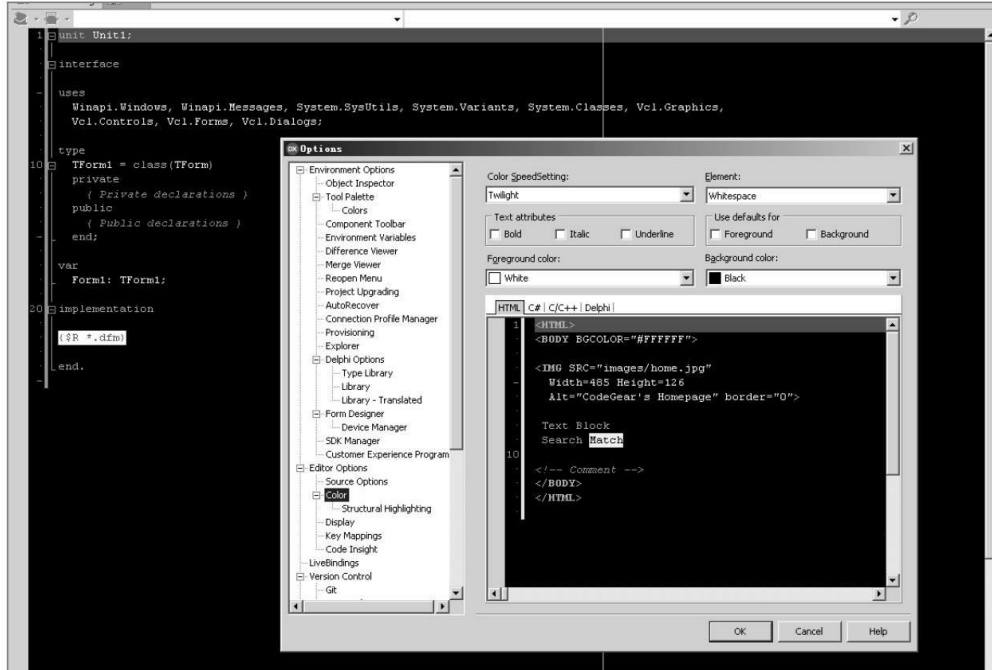 1 unit Unit1;
interface
uses
Winapi.Windows, Winapi.Messages, System.SysUtils, System.Variants, System.Classes, Vcl.Graphics,
Vcl.Controls, Vcl.Forms, Vcl.Dialogs;
type
10 TForm1 = class(TForm)
private
{ Private declarations }
public
{ Public declarations }
end;
var
Form1: TForm1;
20 implementation
{$R *.dfm}
end.
Options
Environment Options
Object Inspector
Tool Palette
Colors
Component Toolbar
Environment Variables
Difference Viewer
Merge Viewer
Reopen Menu
Project Upgrading
AutoRecover
Connection Profile Manager
Provisioning
Explorer
Delphi Options
Type Library
Library
Library - Translated
Form Designer
Device Manager
SDK Manager
Customer Experience Program
Editor Options
Source Options
Color
Structural Highlighting
Display
Key Mappings
Code Insight
LiveBindings
Version Control
Git
Color SpeedSetting:
Twilight
Element:
Whitespace
Text attributes
Bold Italic Underline
Use defaults for
Foreground Background
Foreground color:
White
Background color:
Black
HTML C# C/C++ Delphi
1 <HTML>
<BODY BGCOLOR="#FFFFFF">
<IMG SRC="images/home.jpg"
Width=485 Height=126
Alt="CodeGear's Homepage" border="0">
Text Block
Search Match
10
<!-- Comment -->
</BODY>
</HTML>
OK Cancel Help